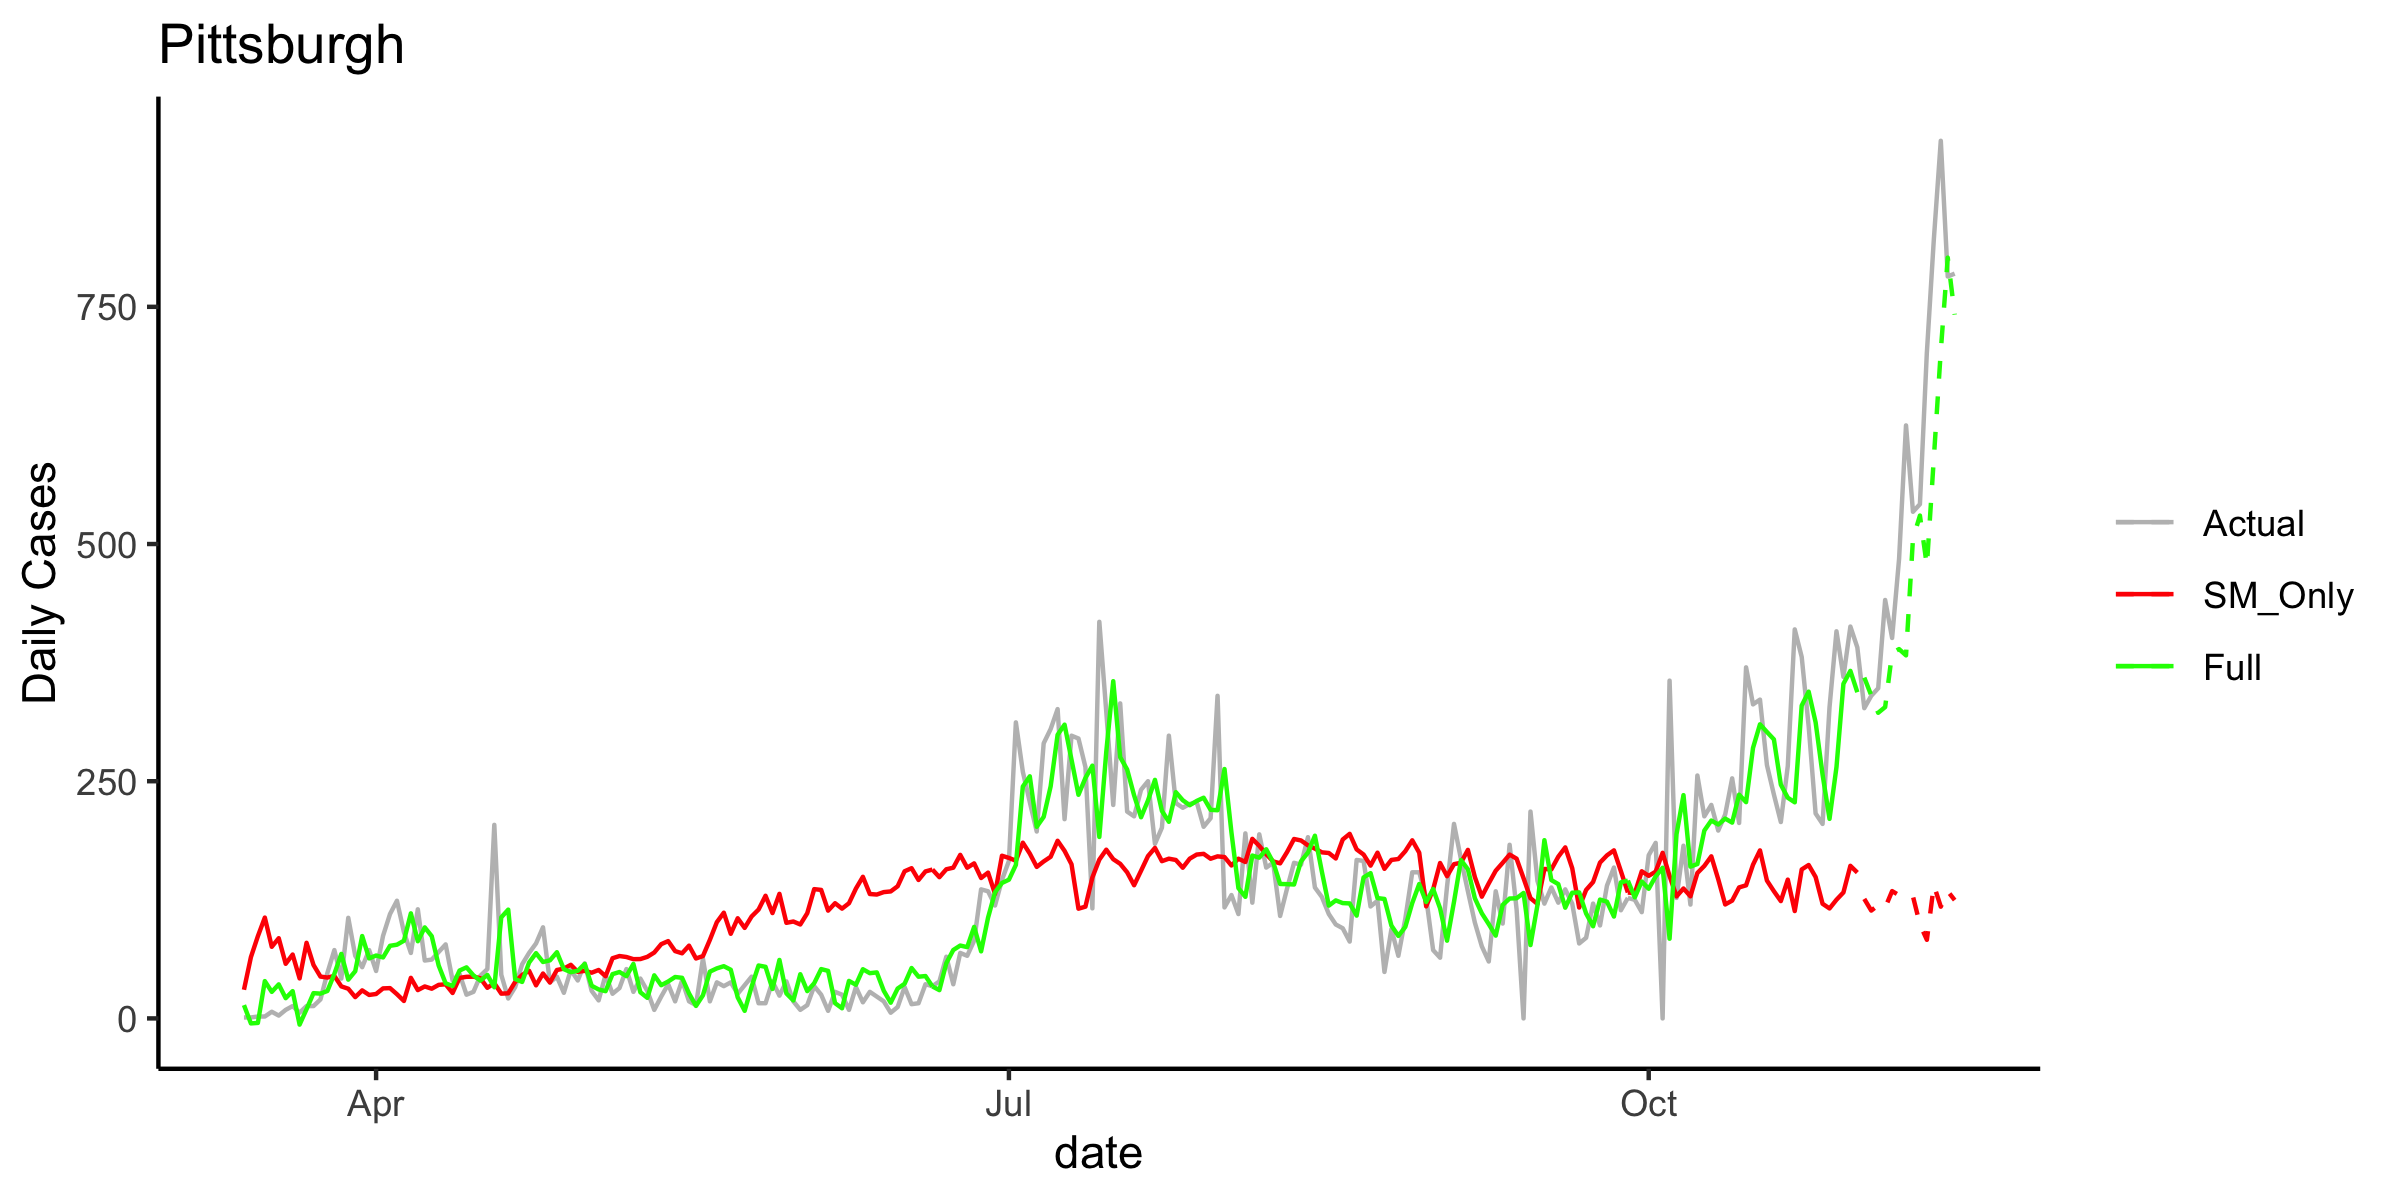 Pittsburgh
Daily Cases
750
500
250
0
Apr
Jul
Oct
date
Actual
SM_Only
Full